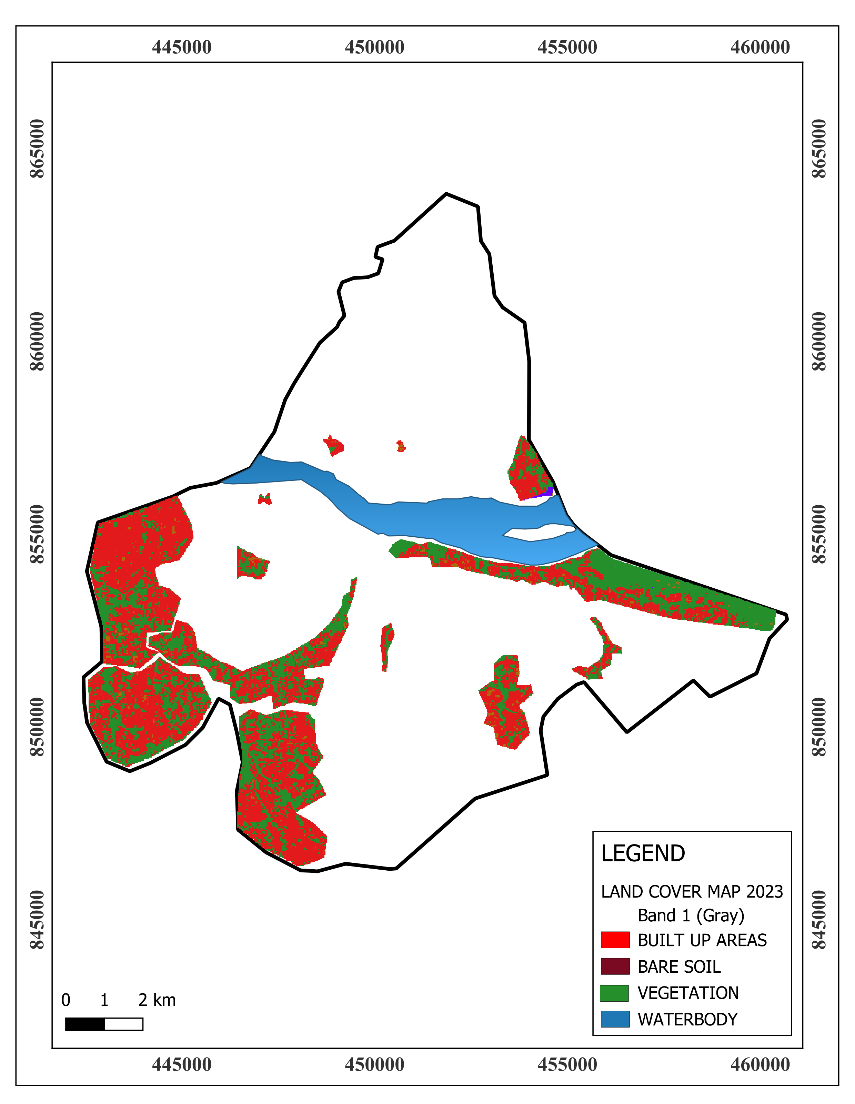 445000 450000 455000 460000
865000 865000
860000 860000
855000 855000
850000 850000
845000 845000
LEGEND
LAND COVER MAP 2023
Band 1 (Gray)
BUILT UP AREAS
BARE SOIL
VEGETATION
WATERBODY
0 1 2 km
445000 450000 455000 460000